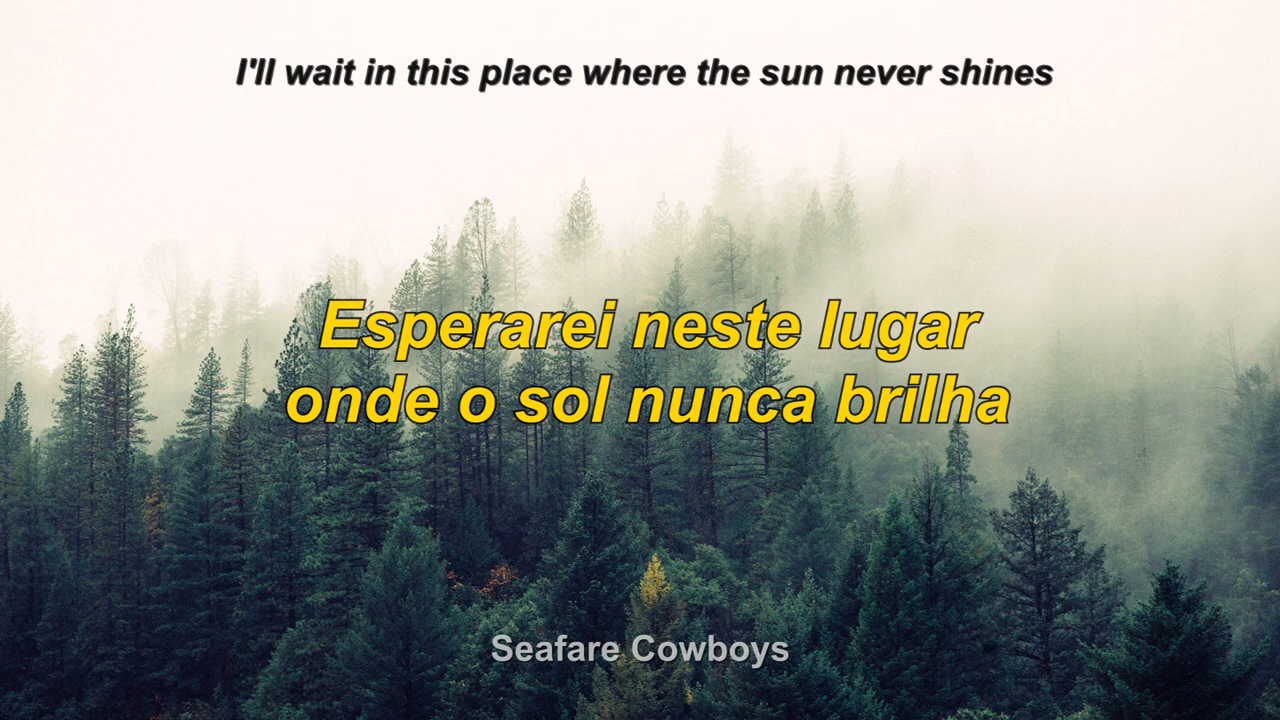 I'll wait in this place where the sun never shines
Esperarei neste lugar
onde o sol nunca brilha
Seafare Cowboys